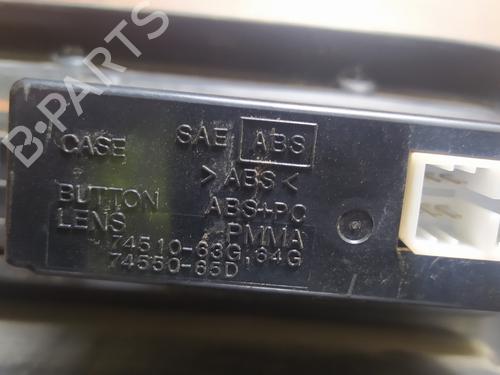 B-PARTS
CASE SAE ABS
>ABS<
BUTTON ABS+PC
LENS PMMA
74510-63G,64G
74550-65D